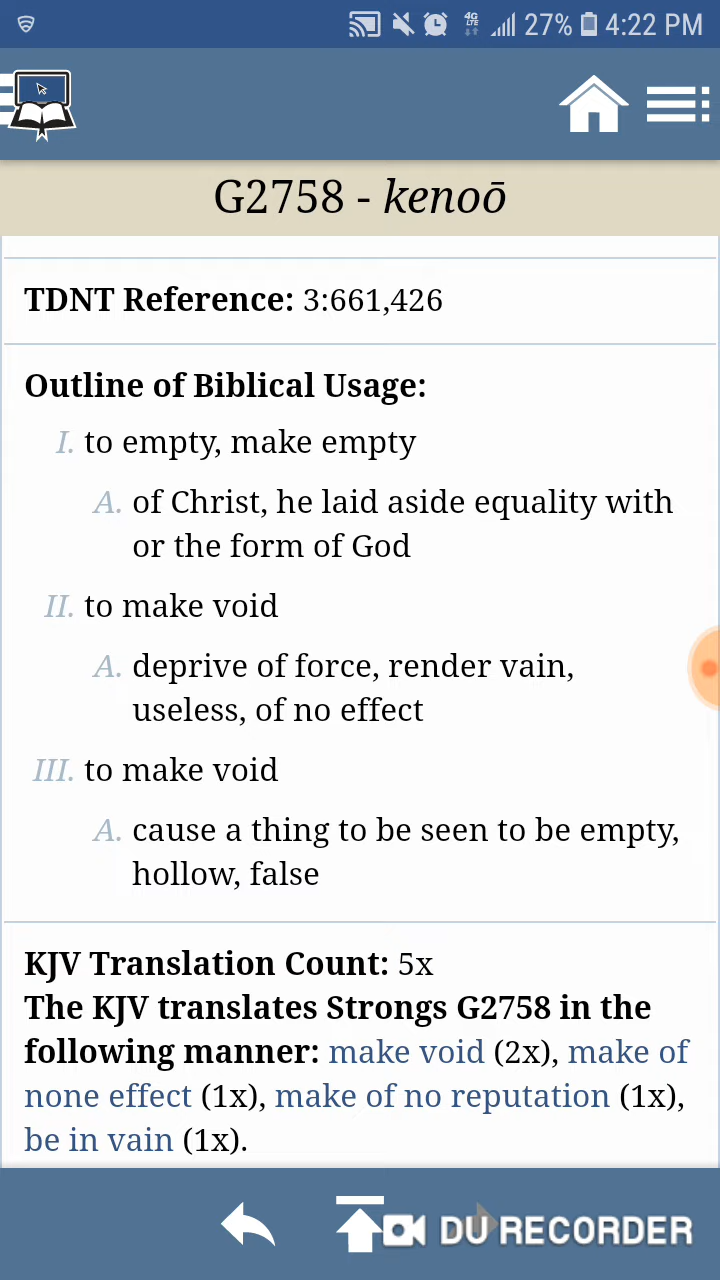 4G LTE 27% 4:22 PM
G2758 - kenoō
TDNT Reference: 3:661,426
Outline of Biblical Usage:
I. to empty, make empty
A. of Christ, he laid aside equality with
or the form of God
II. to make void
A. deprive of force, render vain,
useless, of no effect
III. to make void
A. cause a thing to be seen to be empty,
hollow, false
KJV Translation Count: 5x
The KJV translates Strongs G2758 in the
following manner: make void (2x), make of
none effect (1x), make of no reputation (1x),
be in vain (1x).
DU RECORDER